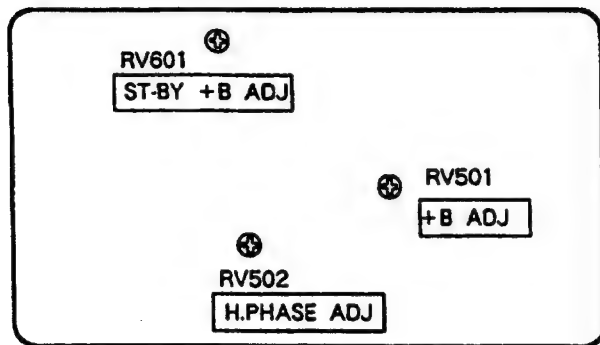 RV601
ST-BY +B ADJ
RV501
+B ADJ
RV502
H.PHASE ADJ